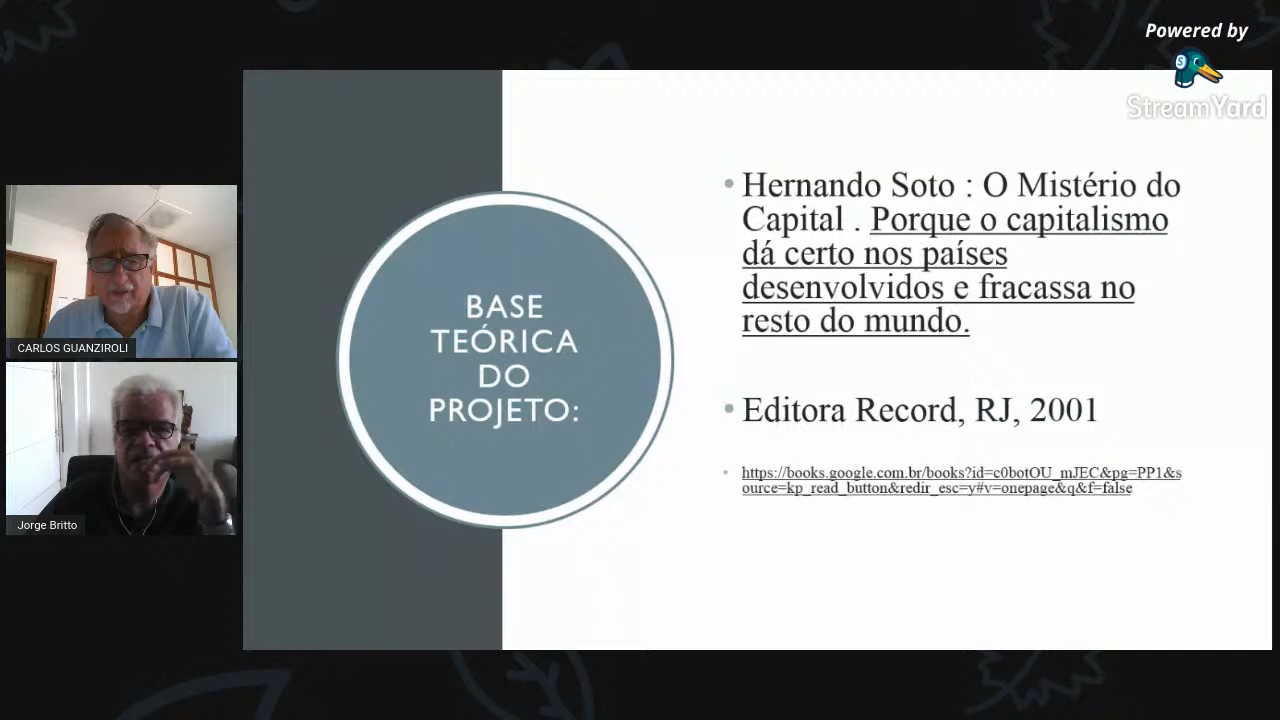 Powered by
StreamYard
CARLOS GUANZIROLI
Jorge Britto
BASE
TEÓRICA
DO
PROJETO:
• Hernando Soto : O Mistério do
Capital . Porque o capitalismo
dá certo nos países
desenvolvidos e fracassa no
resto do mundo.
• Editora Record, RJ, 2001
• https://books.google.com.br/books?id=c0botOU_mJEC&pg=PP1&s
ource=kp_read_button&redir_esc=y#v=onepage&q&f=false